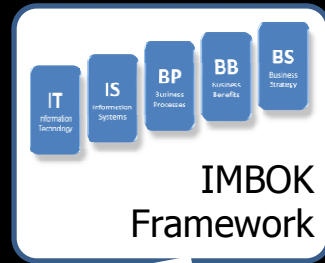 IT
Information
Technology
IS
Information
Systems
BP
Business
Processes
BB
Business
Benefits
BS
Business
Strategy
IMBOK
Framework